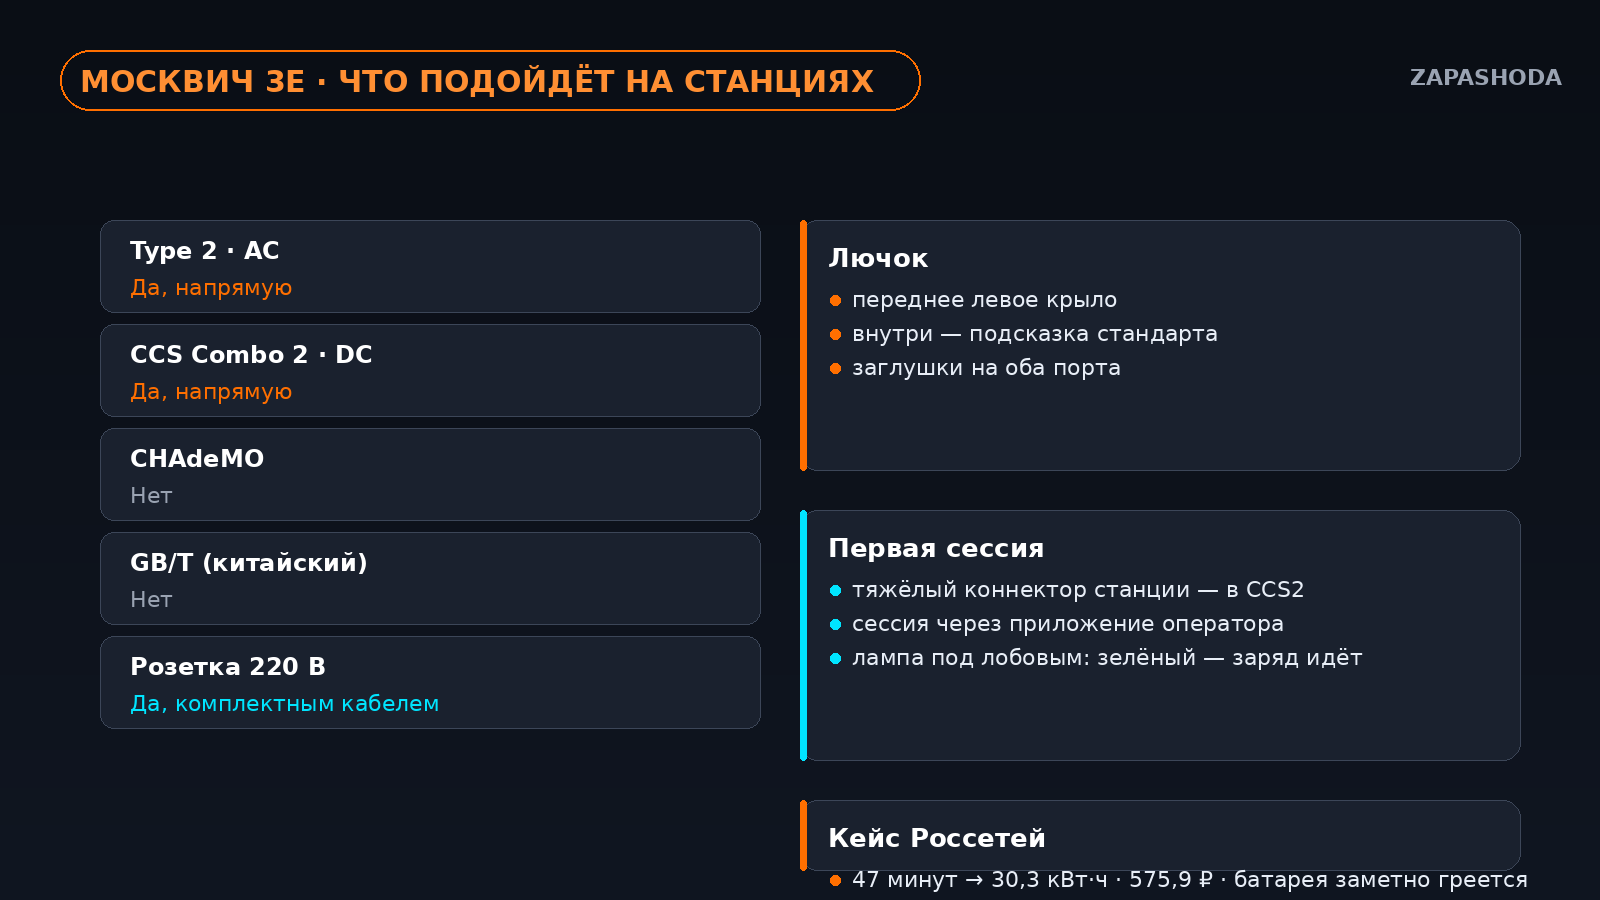 МОСКВИЧ 3Е · ЧТО ПОДОЙДЁТ НА СТАНЦИЯХ
ZAPASHODA
Type 2 · AC
Да, напрямую
CCS Combo 2 · DC
Да, напрямую
CHAdeMO
Нет
GB/T (китайский)
Нет
Розетка 220 В
Да, комплектным кабелем
Лючок
переднее левое крыло
внутри — подсказка стандарта
заглушки на оба порта
Первая сессия
тяжёлый коннектор станции — в CCS2
сессия через приложение оператора
лампа под лобовым: зелёный — заряд идёт
Кейс Россетей
47 минут → 30,3 кВт·ч · 575,9 ₽ · батарея заметно греется